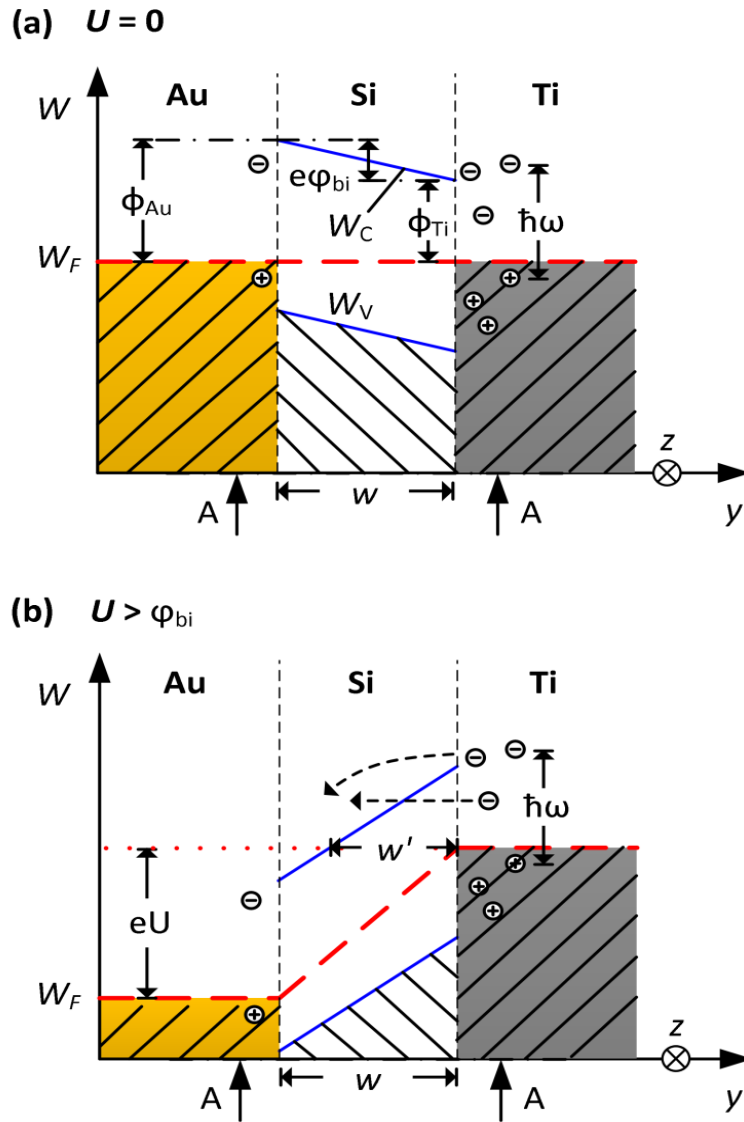 (a) U = 0
Au Si Ti
W
eφbi
ϕAu
WC
ϕTi
ħω
WF
WV
z
w
A A
y
(b) U > φbi
Au Si Ti
W
ħω
w'
eU
WF
z
w
A A
y